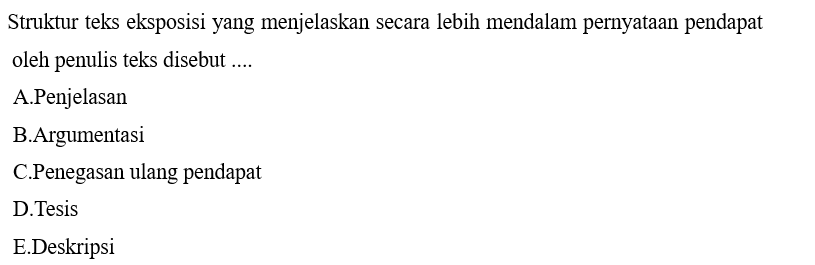 Struktur teks eksposisi yang menjelaskan secara lebih mendalam pernyataan pendapat
oleh penulis teks disebut ....
A.Penjelasan
B.Argumentasi
C.Penegasan ulang pendapat
D.Tesis
E.Deskripsi